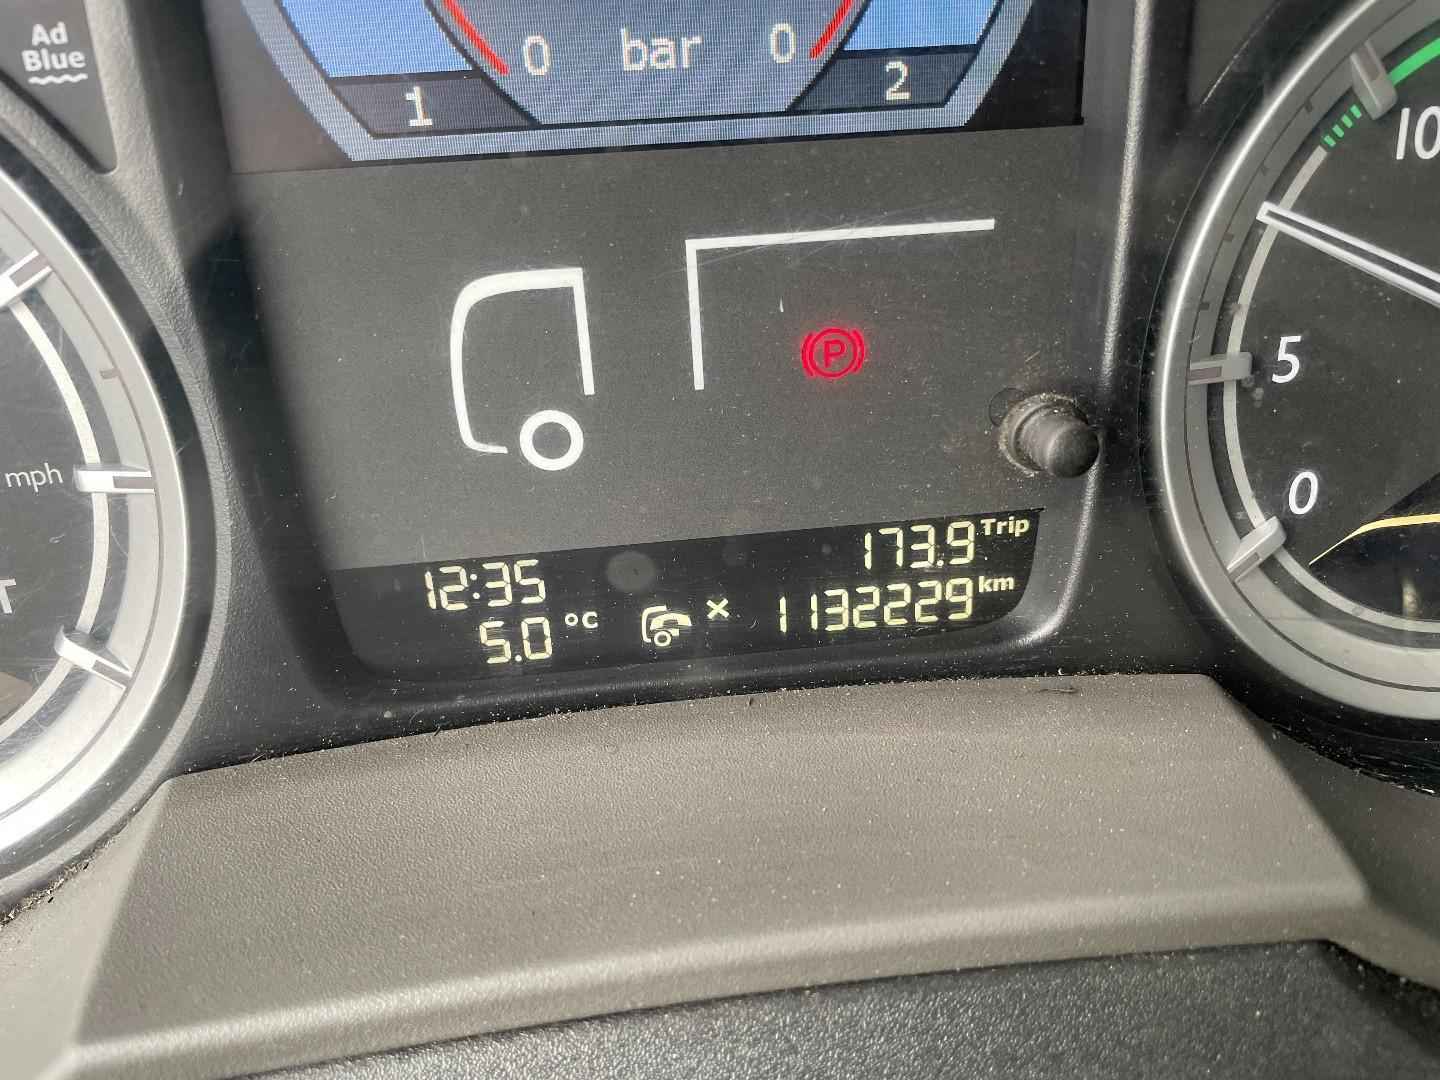 Ad
Blue
0 bar 0
1
2
10
5
0
mph
P
12:35
173.9 Trip
5.0 °C
× 1132229 km
T